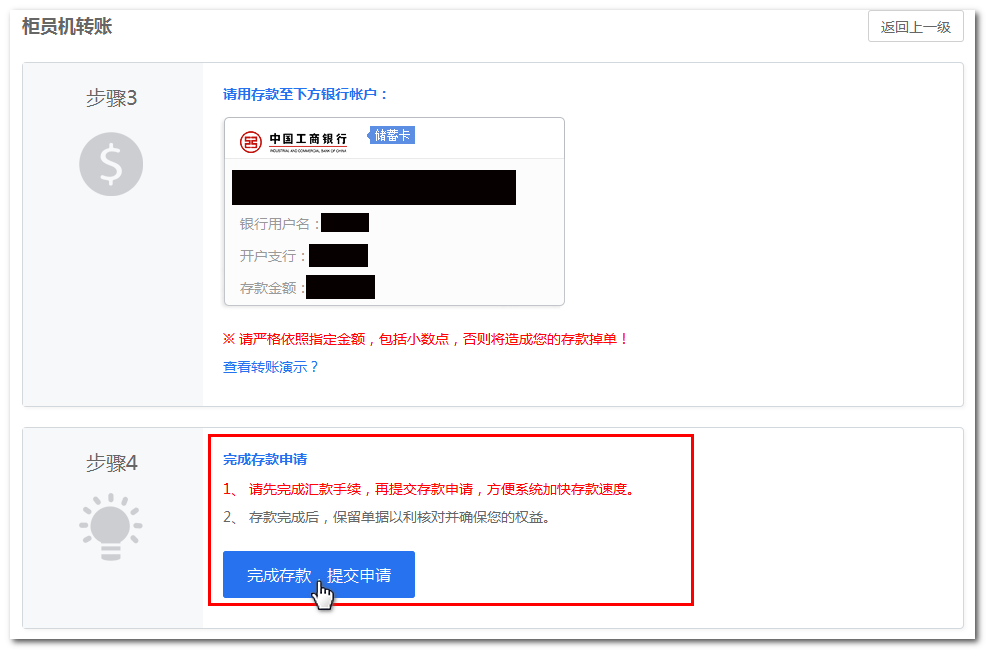 柜员机转账
返回上一级
步骤3
请用存款至下方银行帐户：
中国工商银行
INDUSTRIAL AND COMMERCIAL BANK OF CHINA
储蓄卡
银行用户名：
开户支行：
存款金额：
※ 请严格依照指定金额，包括小数点，否则将造成您的存款掉单！
查看转账演示？
步骤4
完成存款申请
1、 请先完成汇款手续，再提交存款申请，方便系统加快存款速度。
2、 存款完成后，保留单据以利核对并确保您的权益。
完成存款，提交申请